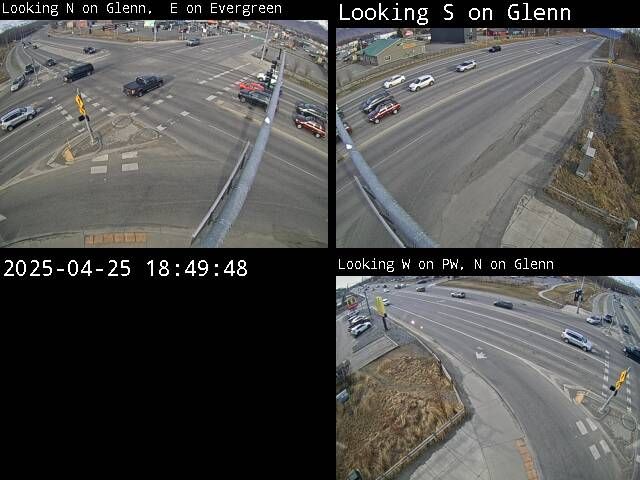 Looking N on Glenn, E on Evergreen
Looking S on Glenn
2025-04-25 18:49:48
Looking W on PW, N on Glenn